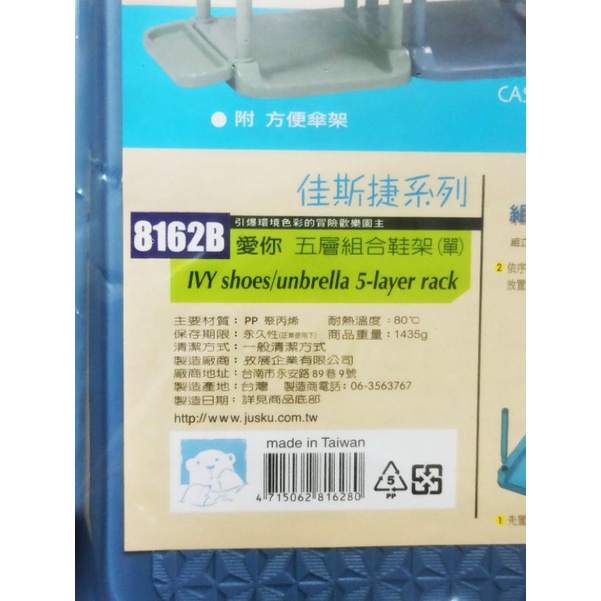 CAS
● 附 方便傘架
佳斯捷系列
引爆環境色彩的冒險歡樂園主
8162B
愛你 五層組合鞋架(單)
IVY shoes/unbrella 5-layer rack
主要材質：PP 聚丙烯 耐熱溫度：80℃
保存期限：永久性(正常使用下) 商品重量：1435g
清潔方式：一般清潔方式
製造廠商：致展企業有限公司
廠商地址：台南市永安路89巷9號
製造產地：台灣 製造商電話：06-3563767
製造日期：詳見商品底部
http://www.jusku.com.tw
made in Taiwan
4 715062 816280
5
PP
組
組立
2 依序
放置
1 先置